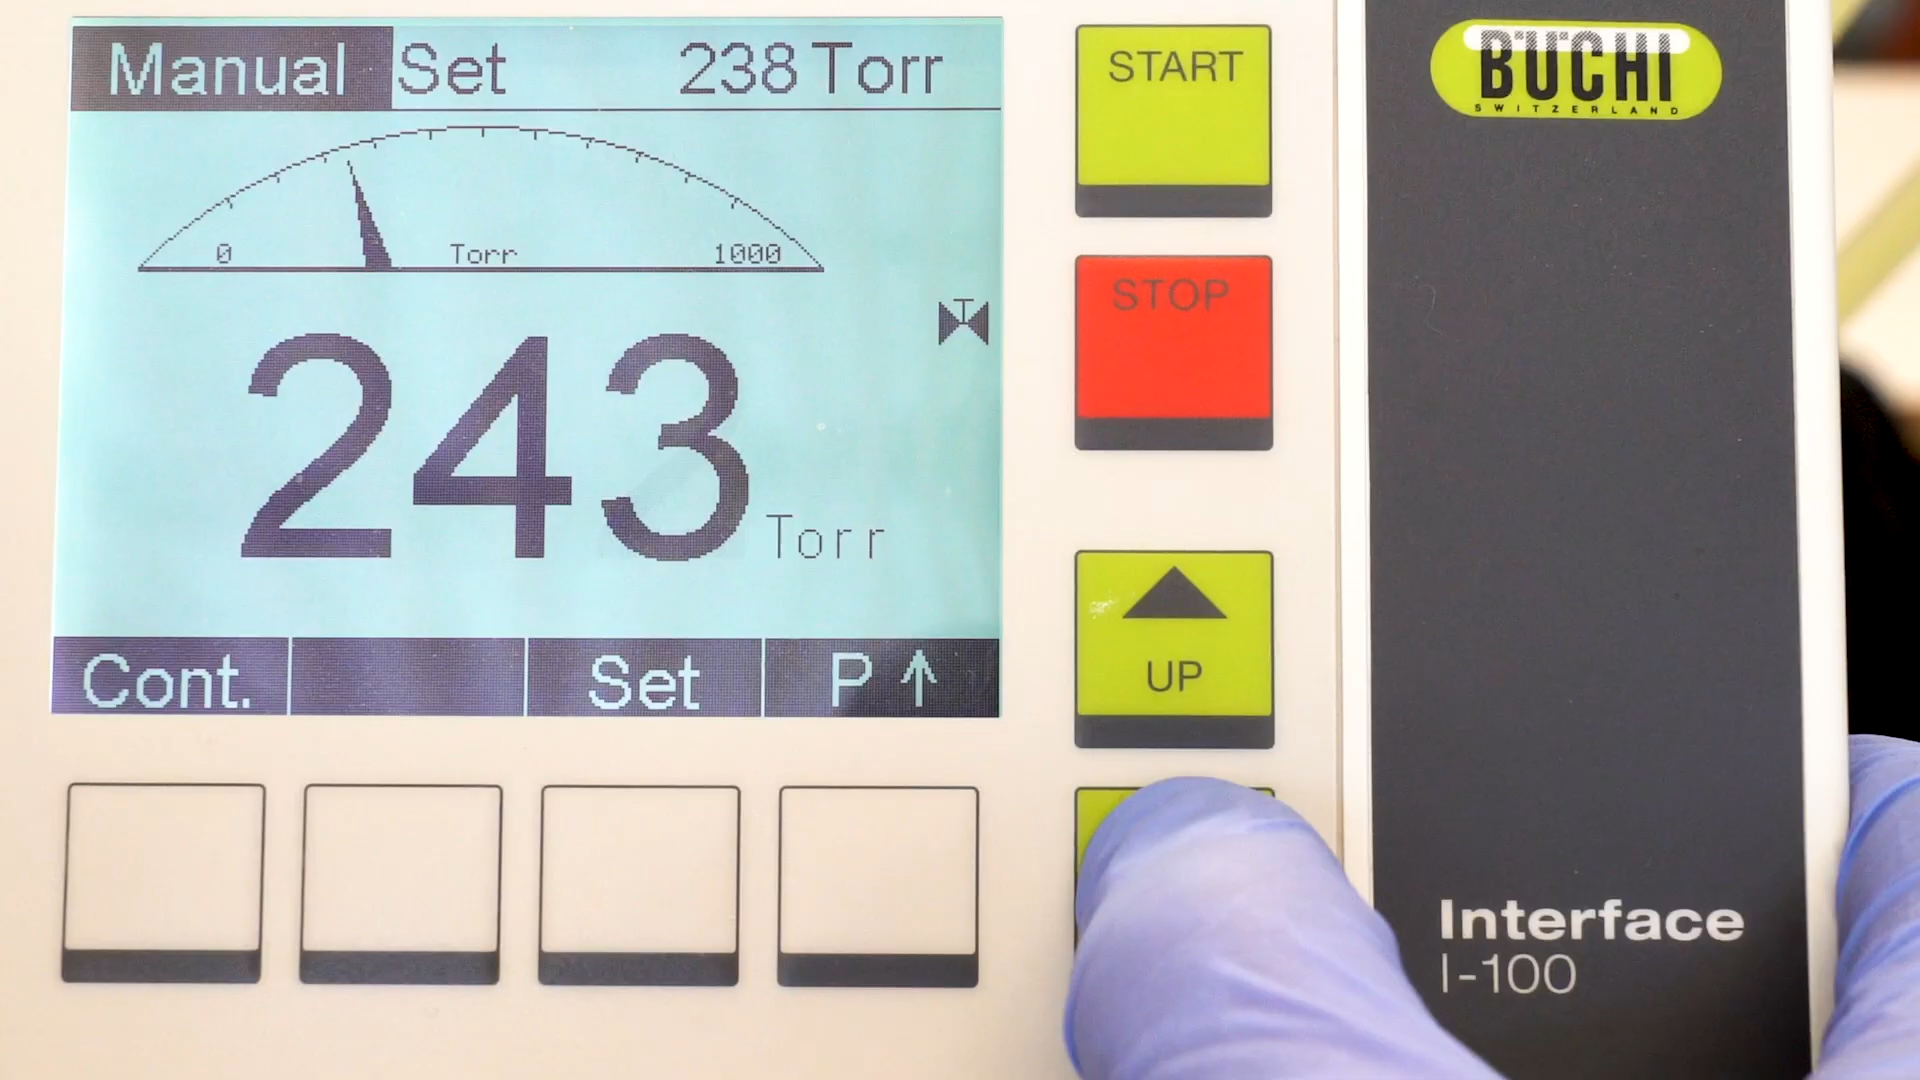 Manual Set 238 Torr
0 Torr 1000
243 Torr
Cont. Set P ↑
START
STOP
UP
BÜCHI
SWITZERLAND
Interface
I-100